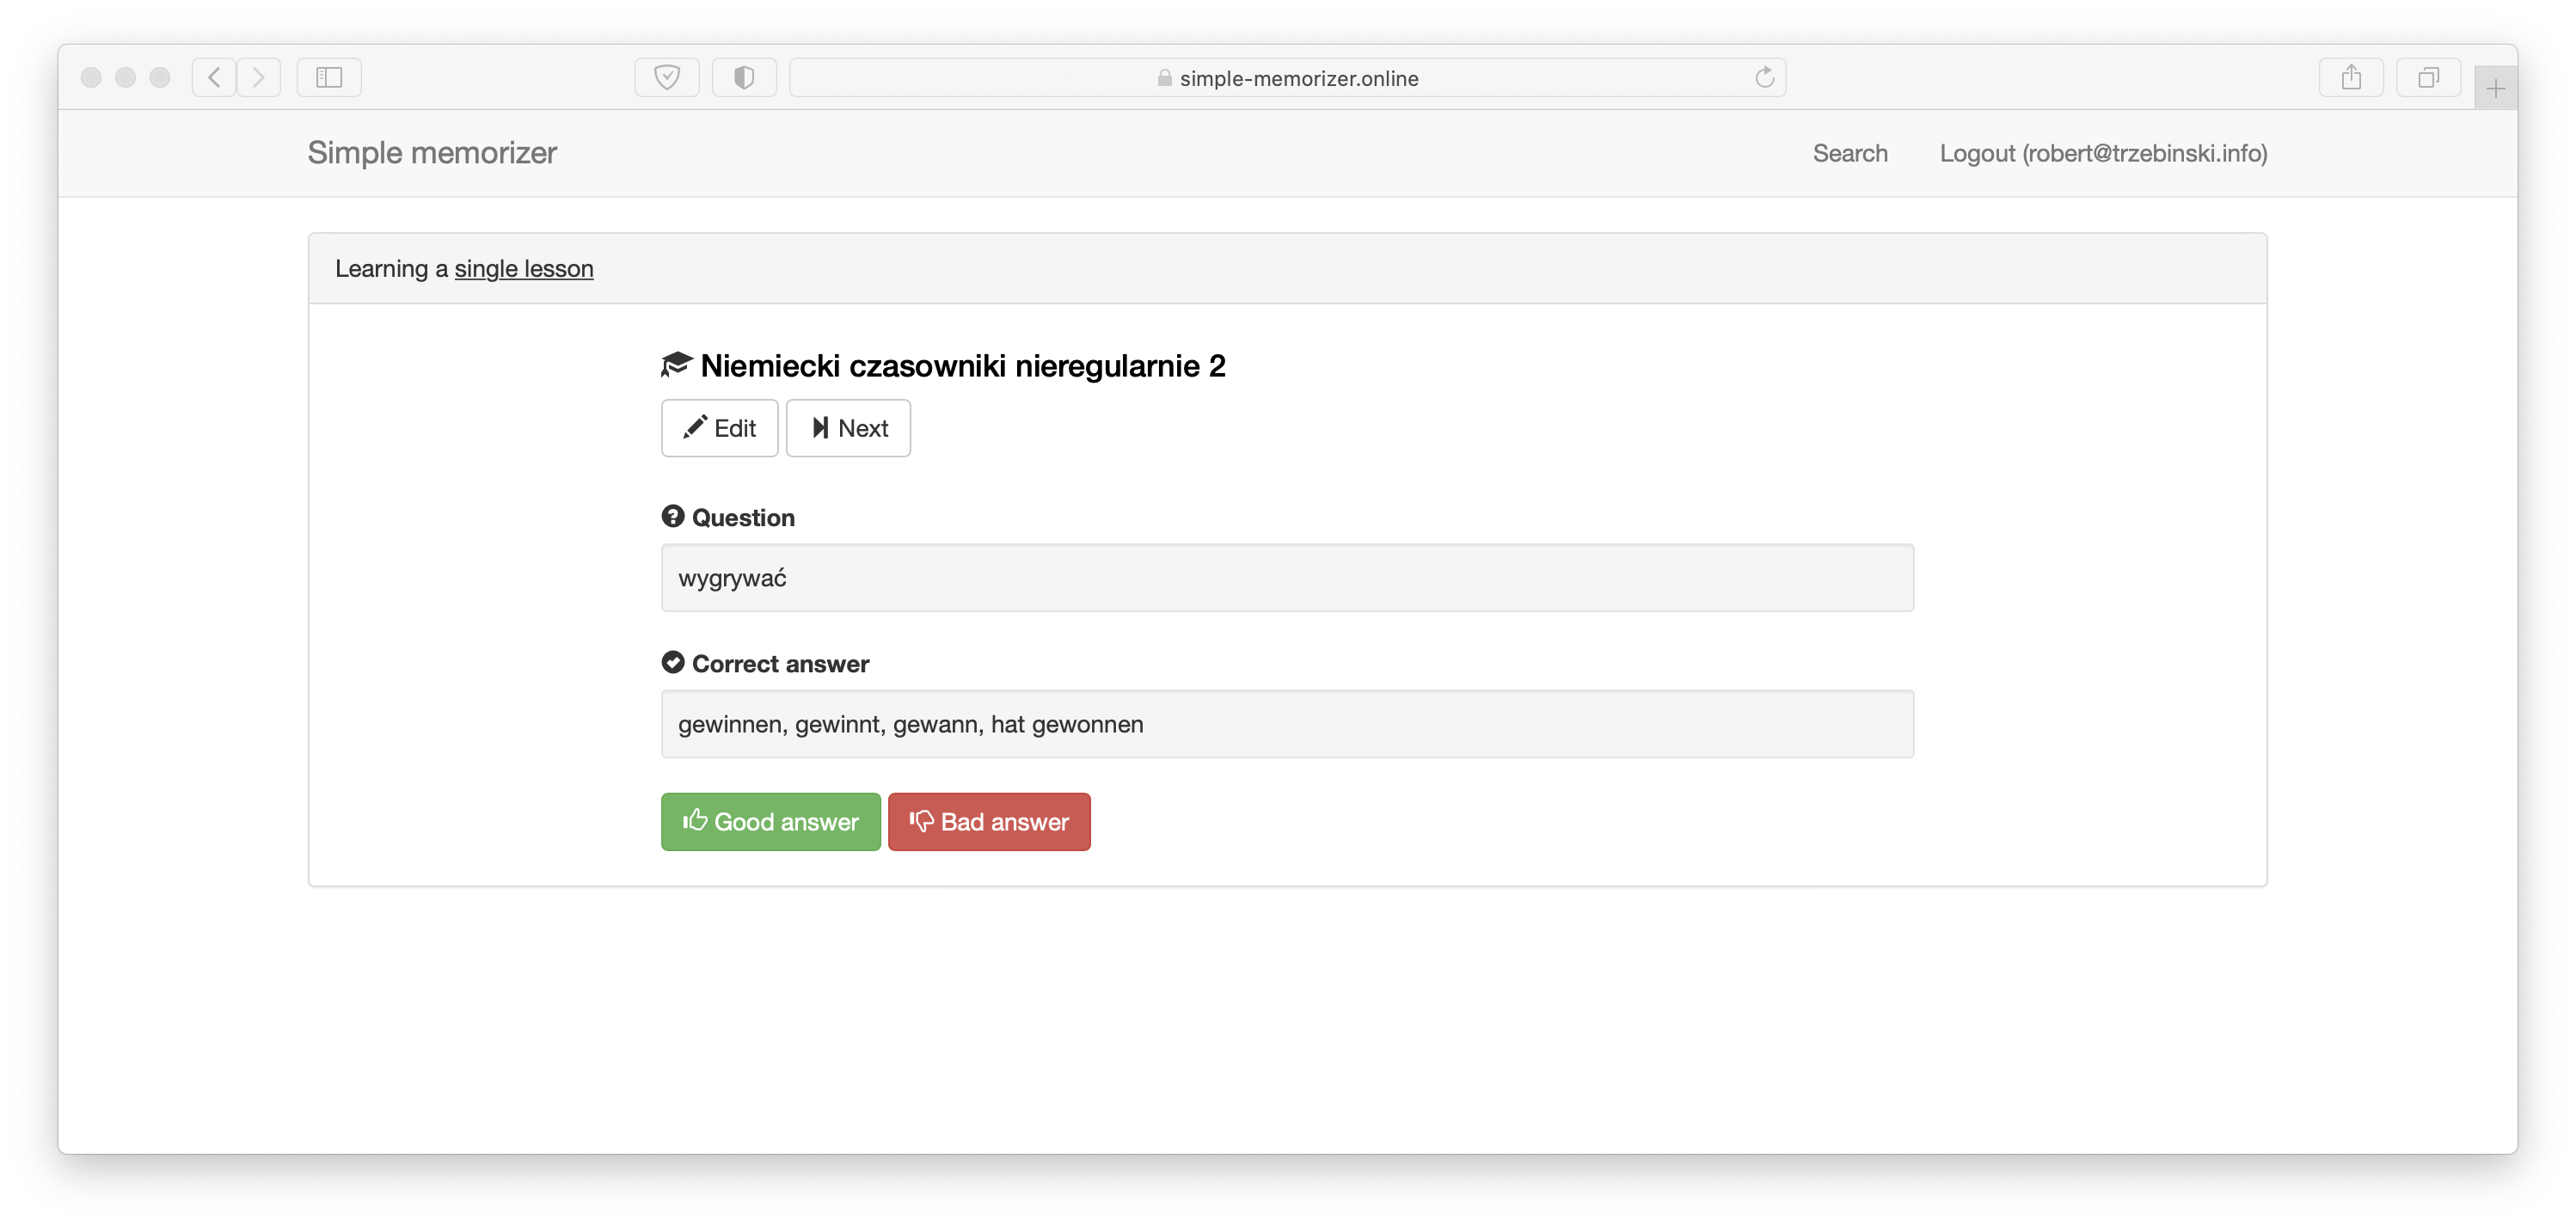 simple-memorizer.online
Simple memorizer
Search
Logout (robert@trzebinski.info)
Learning a single lesson
Niemiecki czasowniki nieregularnie 2
Edit
Next
Question
wygrywać
Correct answer
gewinnen, gewinnt, gewann, hat gewonnen
Good answer
Bad answer